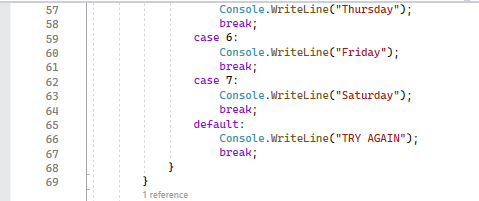 57 Console.WriteLine("Thursday");
58 break;
59 case 6:
60 Console.WriteLine("Friday");
61 break;
62 case 7:
63 Console.WriteLine("Saturday");
64 break;
65 default:
66 Console.WriteLine("TRY AGAIN");
67 break;
68 }
69 }
1 reference